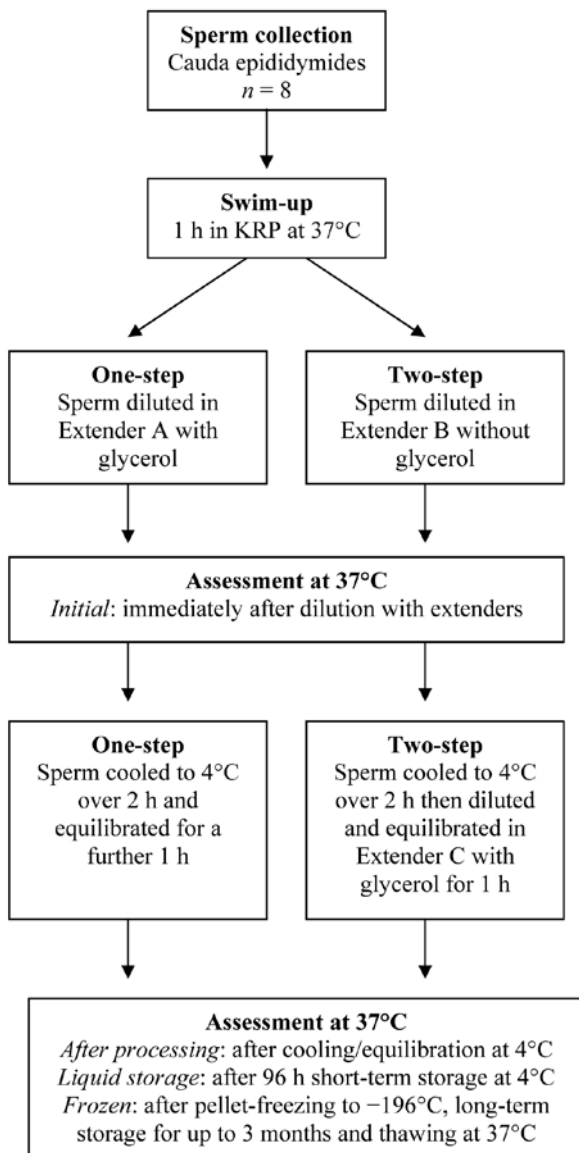 Sperm collection
Cauda epididymides
n = 8
Swim-up
1 h in KRP at 37°C
One-step
Sperm diluted in
Extender A with
glycerol
Two-step
Sperm diluted in
Extender B without
glycerol
Assessment at 37°C
Initial: immediately after dilution with extenders
One-step
Sperm cooled to 4°C
over 2 h and
equilibrated for a
further 1 h
Two-step
Sperm cooled to 4°C
over 2 h then diluted
and equilibrated in
Extender C with
glycerol for 1 h
Assessment at 37°C
After processing: after cooling/equilibration at 4°C
Liquid storage: after 96 h short-term storage at 4°C
Frozen: after pellet-freezing to −196°C, long-term
storage for up to 3 months and thawing at 37°C